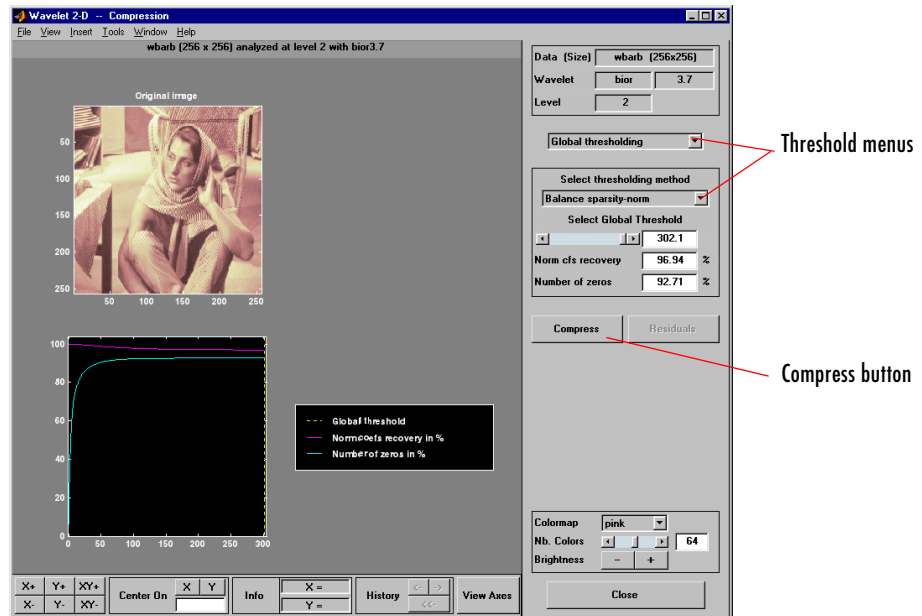 Wavelet 2-D -- Compression
File View Insert Tools Window Help
wbarb (256 x 256) analyzed at level 2 with bior3.7
Original image
50
100
150
200
250
50 100 150 200 250
100
80
60
40
20
0
0 50 100 150 200 250 300
Global threshold
Norm coefs recovery in %
Number of zeros in %
Data (Size) wbarb (256x256)
Wavelet bior 3.7
Level 2
Global thresholding
Threshold menus
Select thresholding method
Balance sparsity-norm
Select Global Threshold
302.1
Norm cfs recovery 96.94 %
Number of zeros 92.71 %
Compress Residuals
Compress button
Colormap pink
Nb. Colors 64
Brightness - +
X+ Y+ XY+
X- Y- XY-
Center On X Y
Info X =
Y =
History <- ->
<<-
View Axes
Close